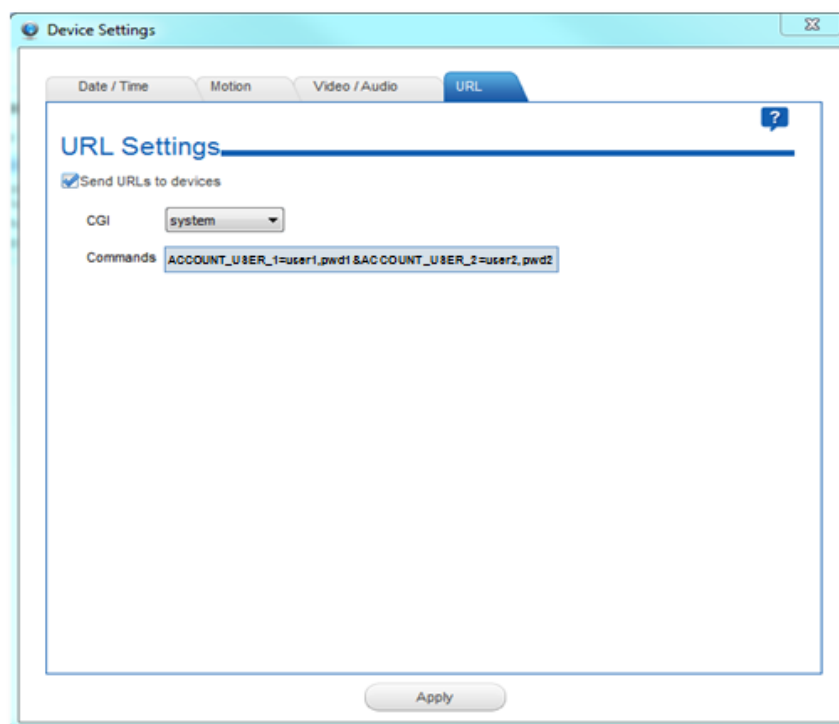 Device Settings
Date / Time Motion Video / Audio URL
?
URL Settings
Send URLs to devices
CGI system
Commands ACCOUNT_USER_1=user1,pwd1&ACCOUNT_USER_2=user2,pwd2
Apply